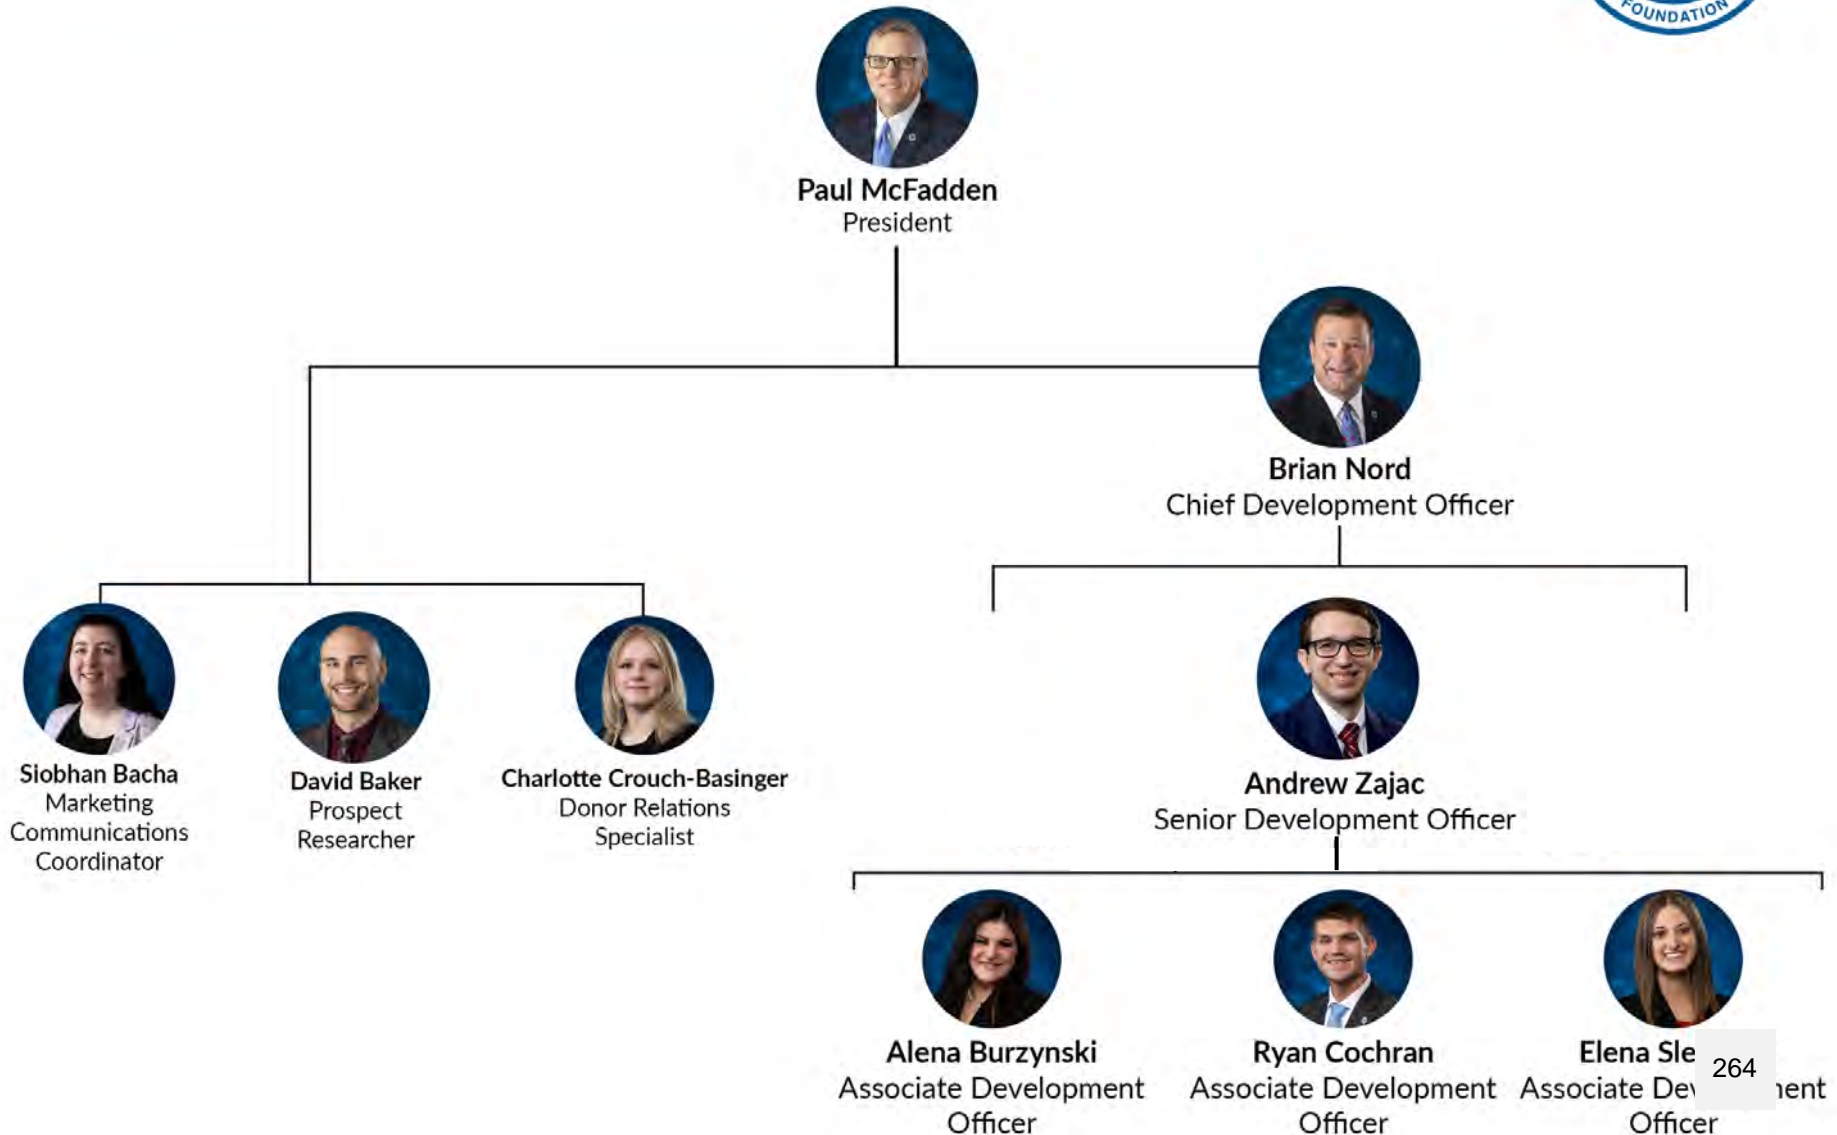 FOUNDATION
Paul McFadden
President
Brian Nord
Chief Development Officer
Siobhan Bacha
Marketing
Communications
Coordinator
David Baker
Prospect
Researcher
Charlotte Crouch-Basinger
Donor Relations
Specialist
Andrew Zajac
Senior Development Officer
Alena Burzynski
Associate Development
Officer
Ryan Cochran
Associate Development
Officer
Elena
Associate
Officer
264